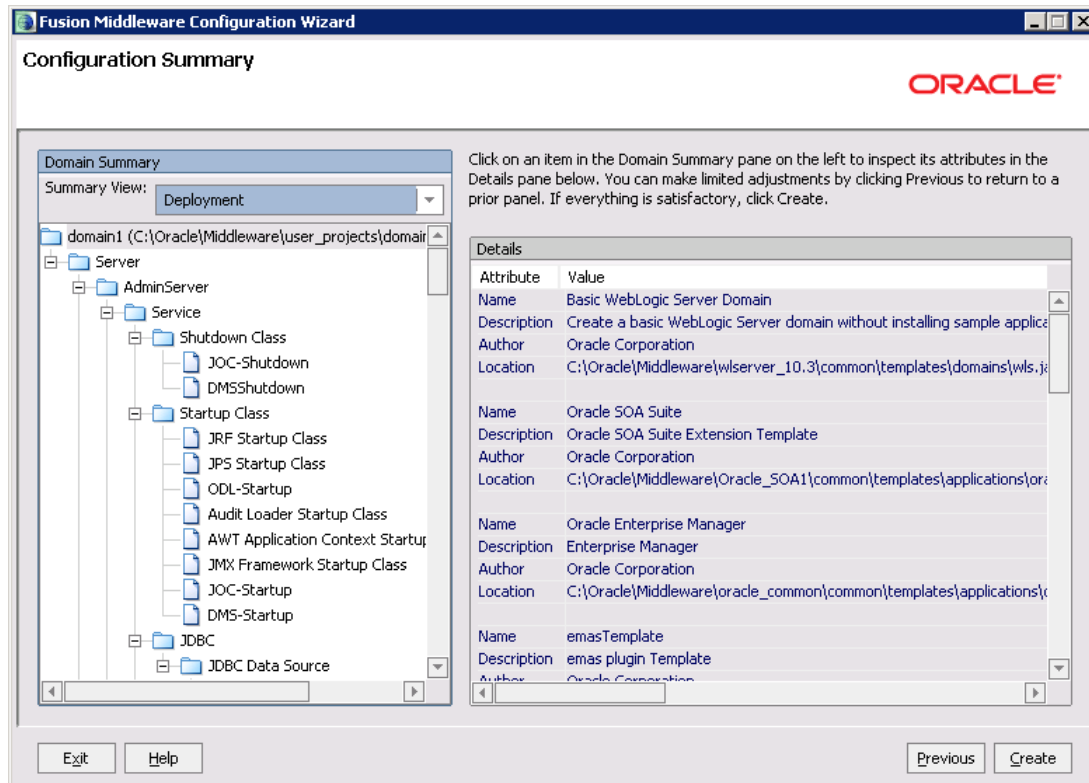 Fusion Middleware Configuration Wizard
Configuration Summary
ORACLE
Domain Summary
Summary View:
Deployment
domain1 (C:\Oracle\Middleware\user_projects\domair
Server
AdminServer
Service
Shutdown Class
JOC-Shutdown
DMSShutdown
Startup Class
JRF Startup Class
JPS Startup Class
ODL-Startup
Audit Loader Startup Class
AWT Application Context Startup
JMX Framework Startup Class
JOC-Startup
DMS-Startup
JDBC
JDBC Data Source
Click on an item in the Domain Summary pane on the left to inspect its attributes in the
Details pane below. You can make limited adjustments by clicking Previous to return to a
prior panel. If everything is satisfactory, click Create.
Details
Attribute Value
Name Basic WebLogic Server Domain
Description Create a basic WebLogic Server domain without installing sample applica
Author Oracle Corporation
Location C:\Oracle\Middleware\wlserver_10.3\common\templates\domains\wls.ja
Name Oracle SOA Suite
Description Oracle SOA Suite Extension Template
Author Oracle Corporation
Location C:\Oracle\Middleware\Oracle_SOA1\common\templates\applications\ora
Name Oracle Enterprise Manager
Description Enterprise Manager
Author Oracle Corporation
Location C:\Oracle\Middleware\oracle_common\common\templates\applications\o
Name emasTemplate
Description emas plugin Template
Author Oracle Corporation
Exit Help Previous Create